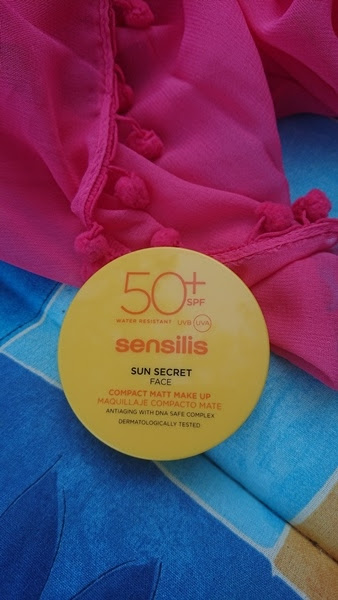 50+
SPF
WATER RESISTANT UVB UVA
sensilis
SUN SECRET
FACE
COMPACT MATT MAKE UP
MAQUILLAJE COMPACTO MATE
ANTIAGING WITH DNA SAFE COMPLEX
DERMATOLOGICALLY TESTED